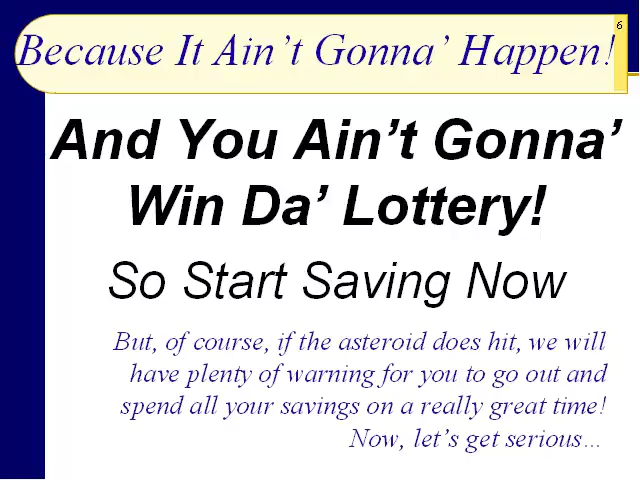 6
Because It Ain’t Gonna’ Happen!
And You Ain’t Gonna’
Win Da’ Lottery!
So Start Saving Now
But, of course, if the asteroid does hit, we will
have plenty of warning for you to go out and
spend all your savings on a really great time!
Now, let’s get serious…